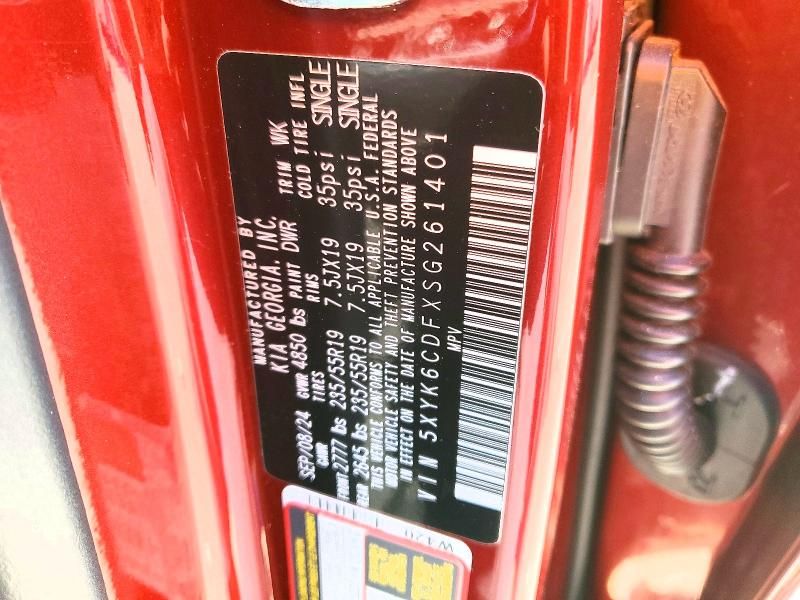 MANUFACTURED BY
KIA GEORGIA, INC.
SEP/08/24 GVWR 4850 lbs PAINT DWR TRIM WK
GAWR TIRES RIMS COLD TIRE INFL
FRONT 2777 lbs 235/55R19 7.5JX19 35psi SINGLE
REAR 2645 lbs 235/55R19 7.5JX19 35psi SINGLE
THIS VEHICLE CONFORMS TO ALL APPLICABLE U.S.A. FEDERAL
MOTOR VEHICLE SAFETY AND THEFT PREVENTION STANDARDS
IN EFFECT ON THE DATE OF MANUFACTURE SHOWN ABOVE
VIN 5XYK6CDFXSG261401
MPV
W420